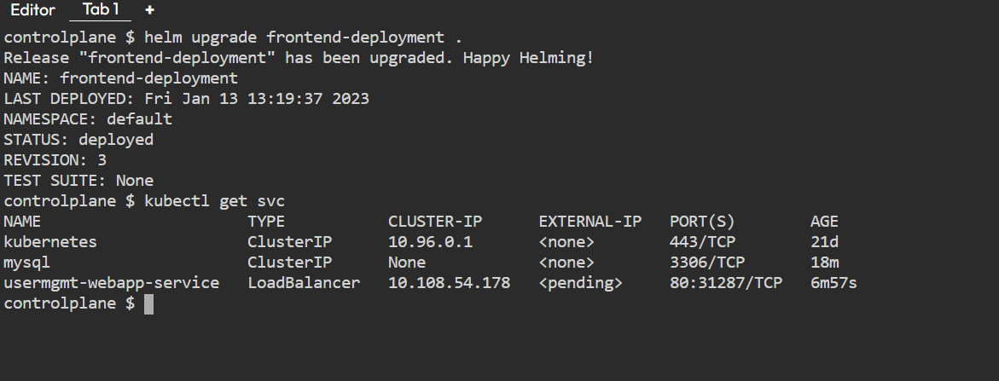 Editor Tab 1 +
controlplane $ helm upgrade frontend-deployment .
Release "frontend-deployment" has been upgraded. Happy Helming!
NAME: frontend-deployment
LAST DEPLOYED: Fri Jan 13 13:19:37 2023
NAMESPACE: default
STATUS: deployed
REVISION: 3
TEST SUITE: None
controlplane $ kubectl get svc
NAME TYPE CLUSTER-IP EXTERNAL-IP PORT(S) AGE
kubernetes ClusterIP 10.96.0.1 <none> 443/TCP 21d
mysql ClusterIP None <none> 3306/TCP 18m
usermgmt-webapp-service LoadBalancer 10.108.54.178 <pending> 80:31287/TCP 6m57s
controlplane $